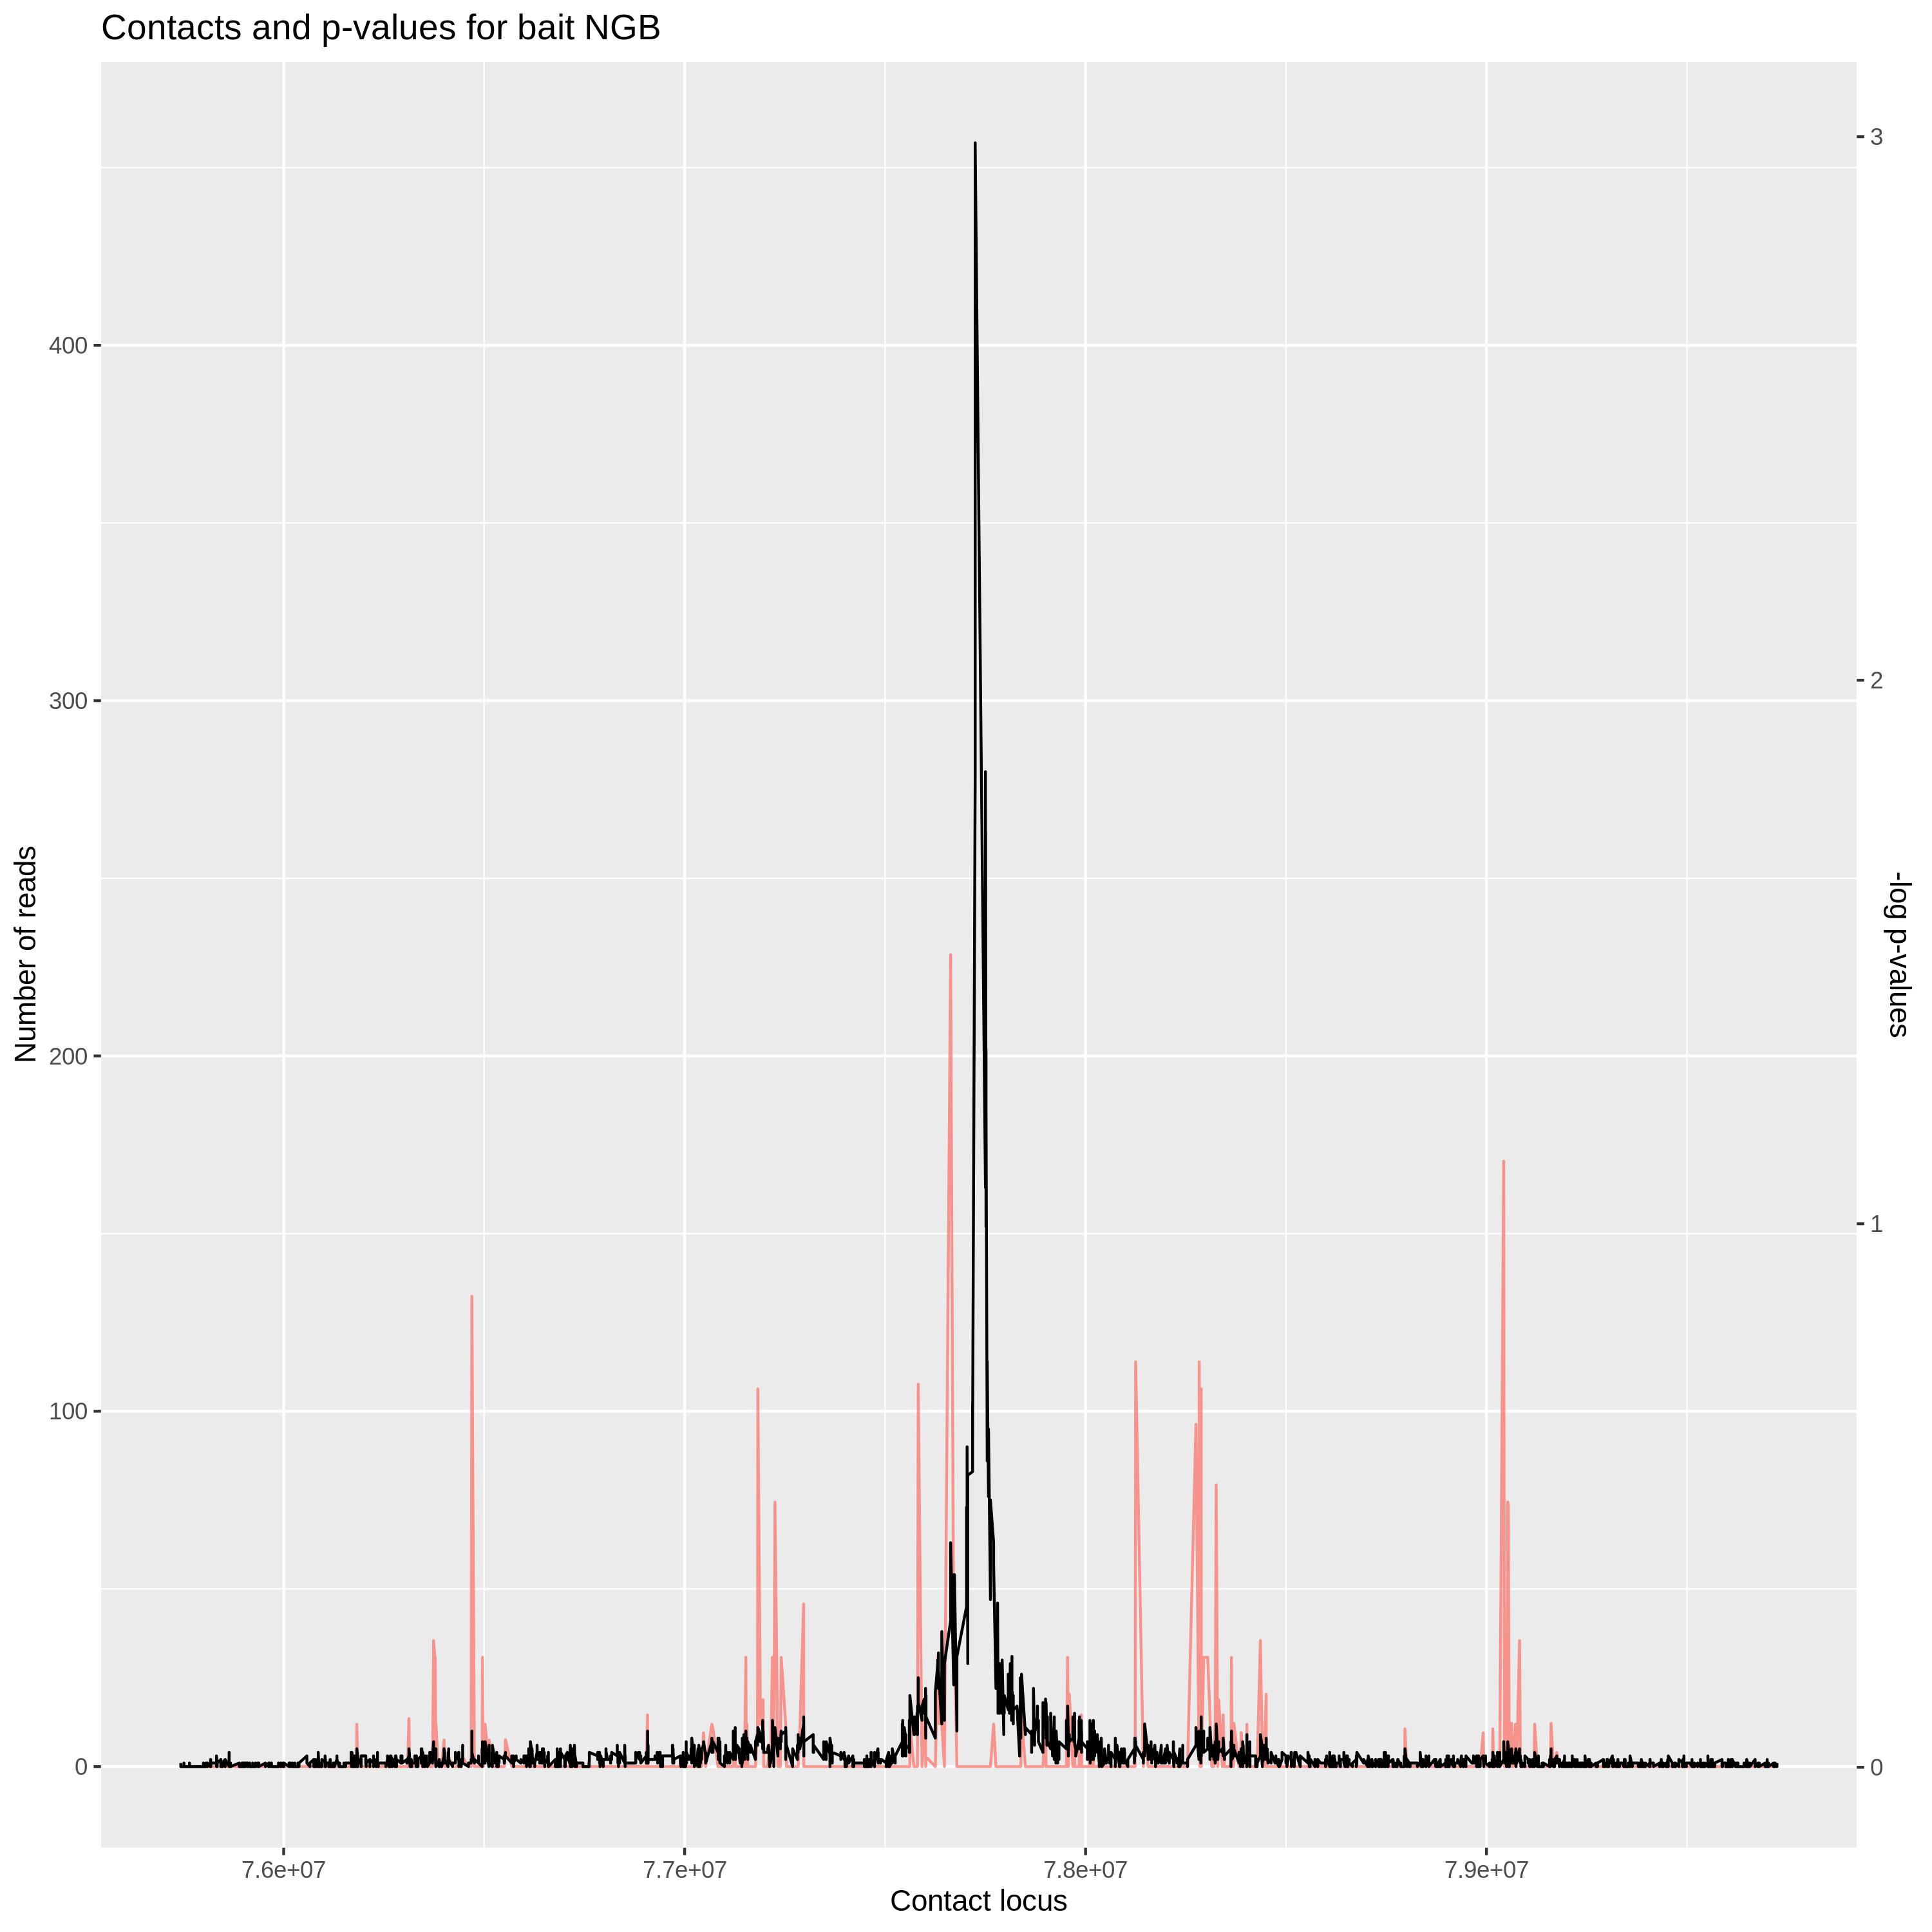 Contacts and p-values for bait NGB
Number of reads
400
300
200
100
0
3
2
1
0
-log p-values
7.6e+07
7.7e+07
7.8e+07
7.9e+07
Contact locus